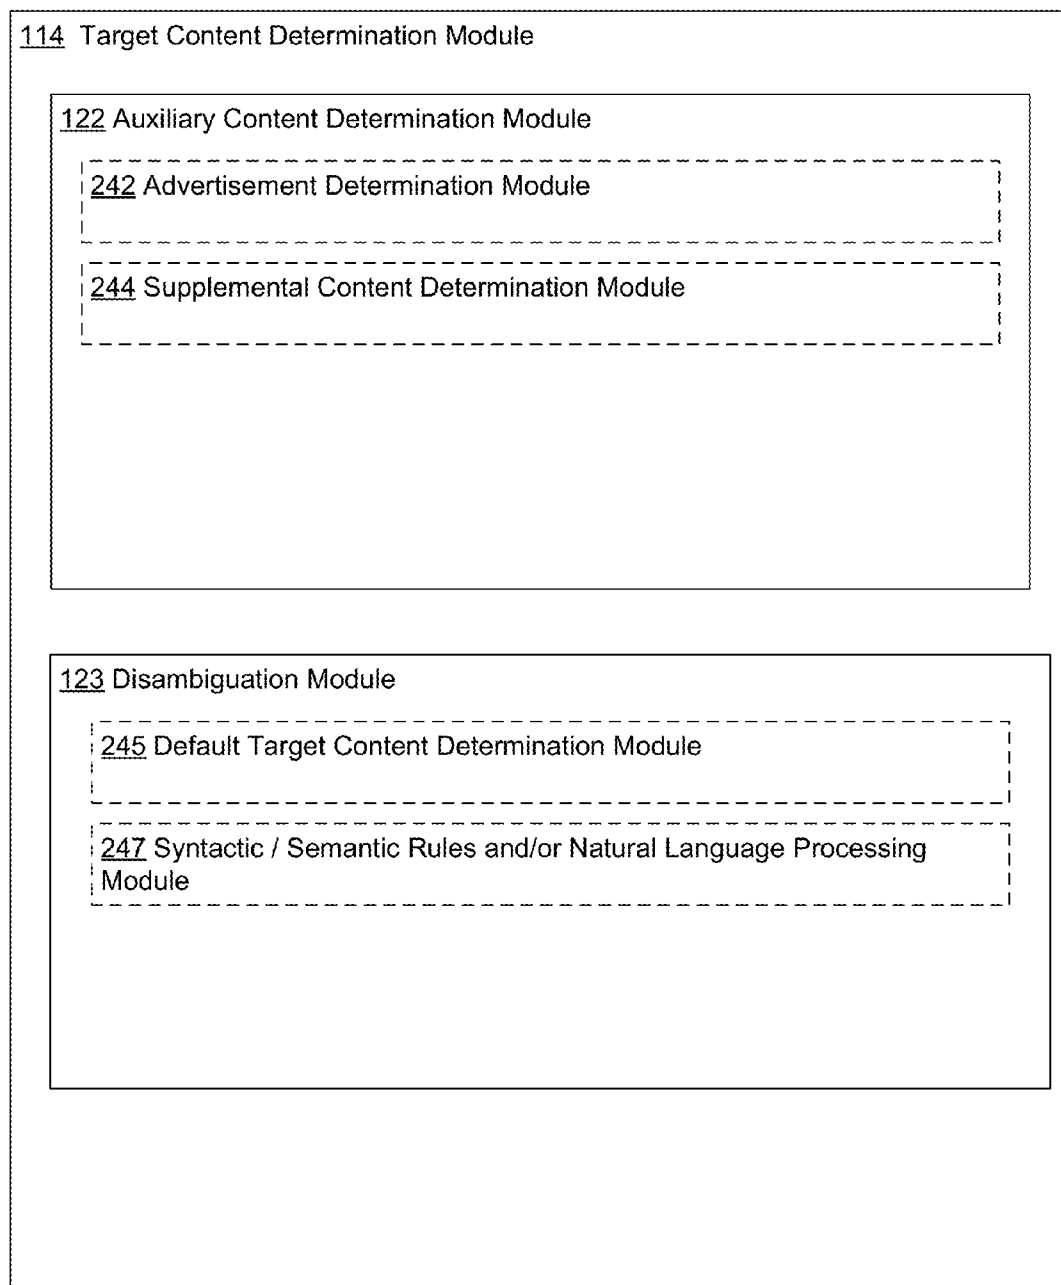 114 Target Content Determination Module
122 Auxiliary Content Determination Module
242 Advertisement Determination Module
244 Supplemental Content Determination Module
123 Disambiguation Module
245 Default Target Content Determination Module
247 Syntactic / Semantic Rules and/or Natural Language Processing
Module